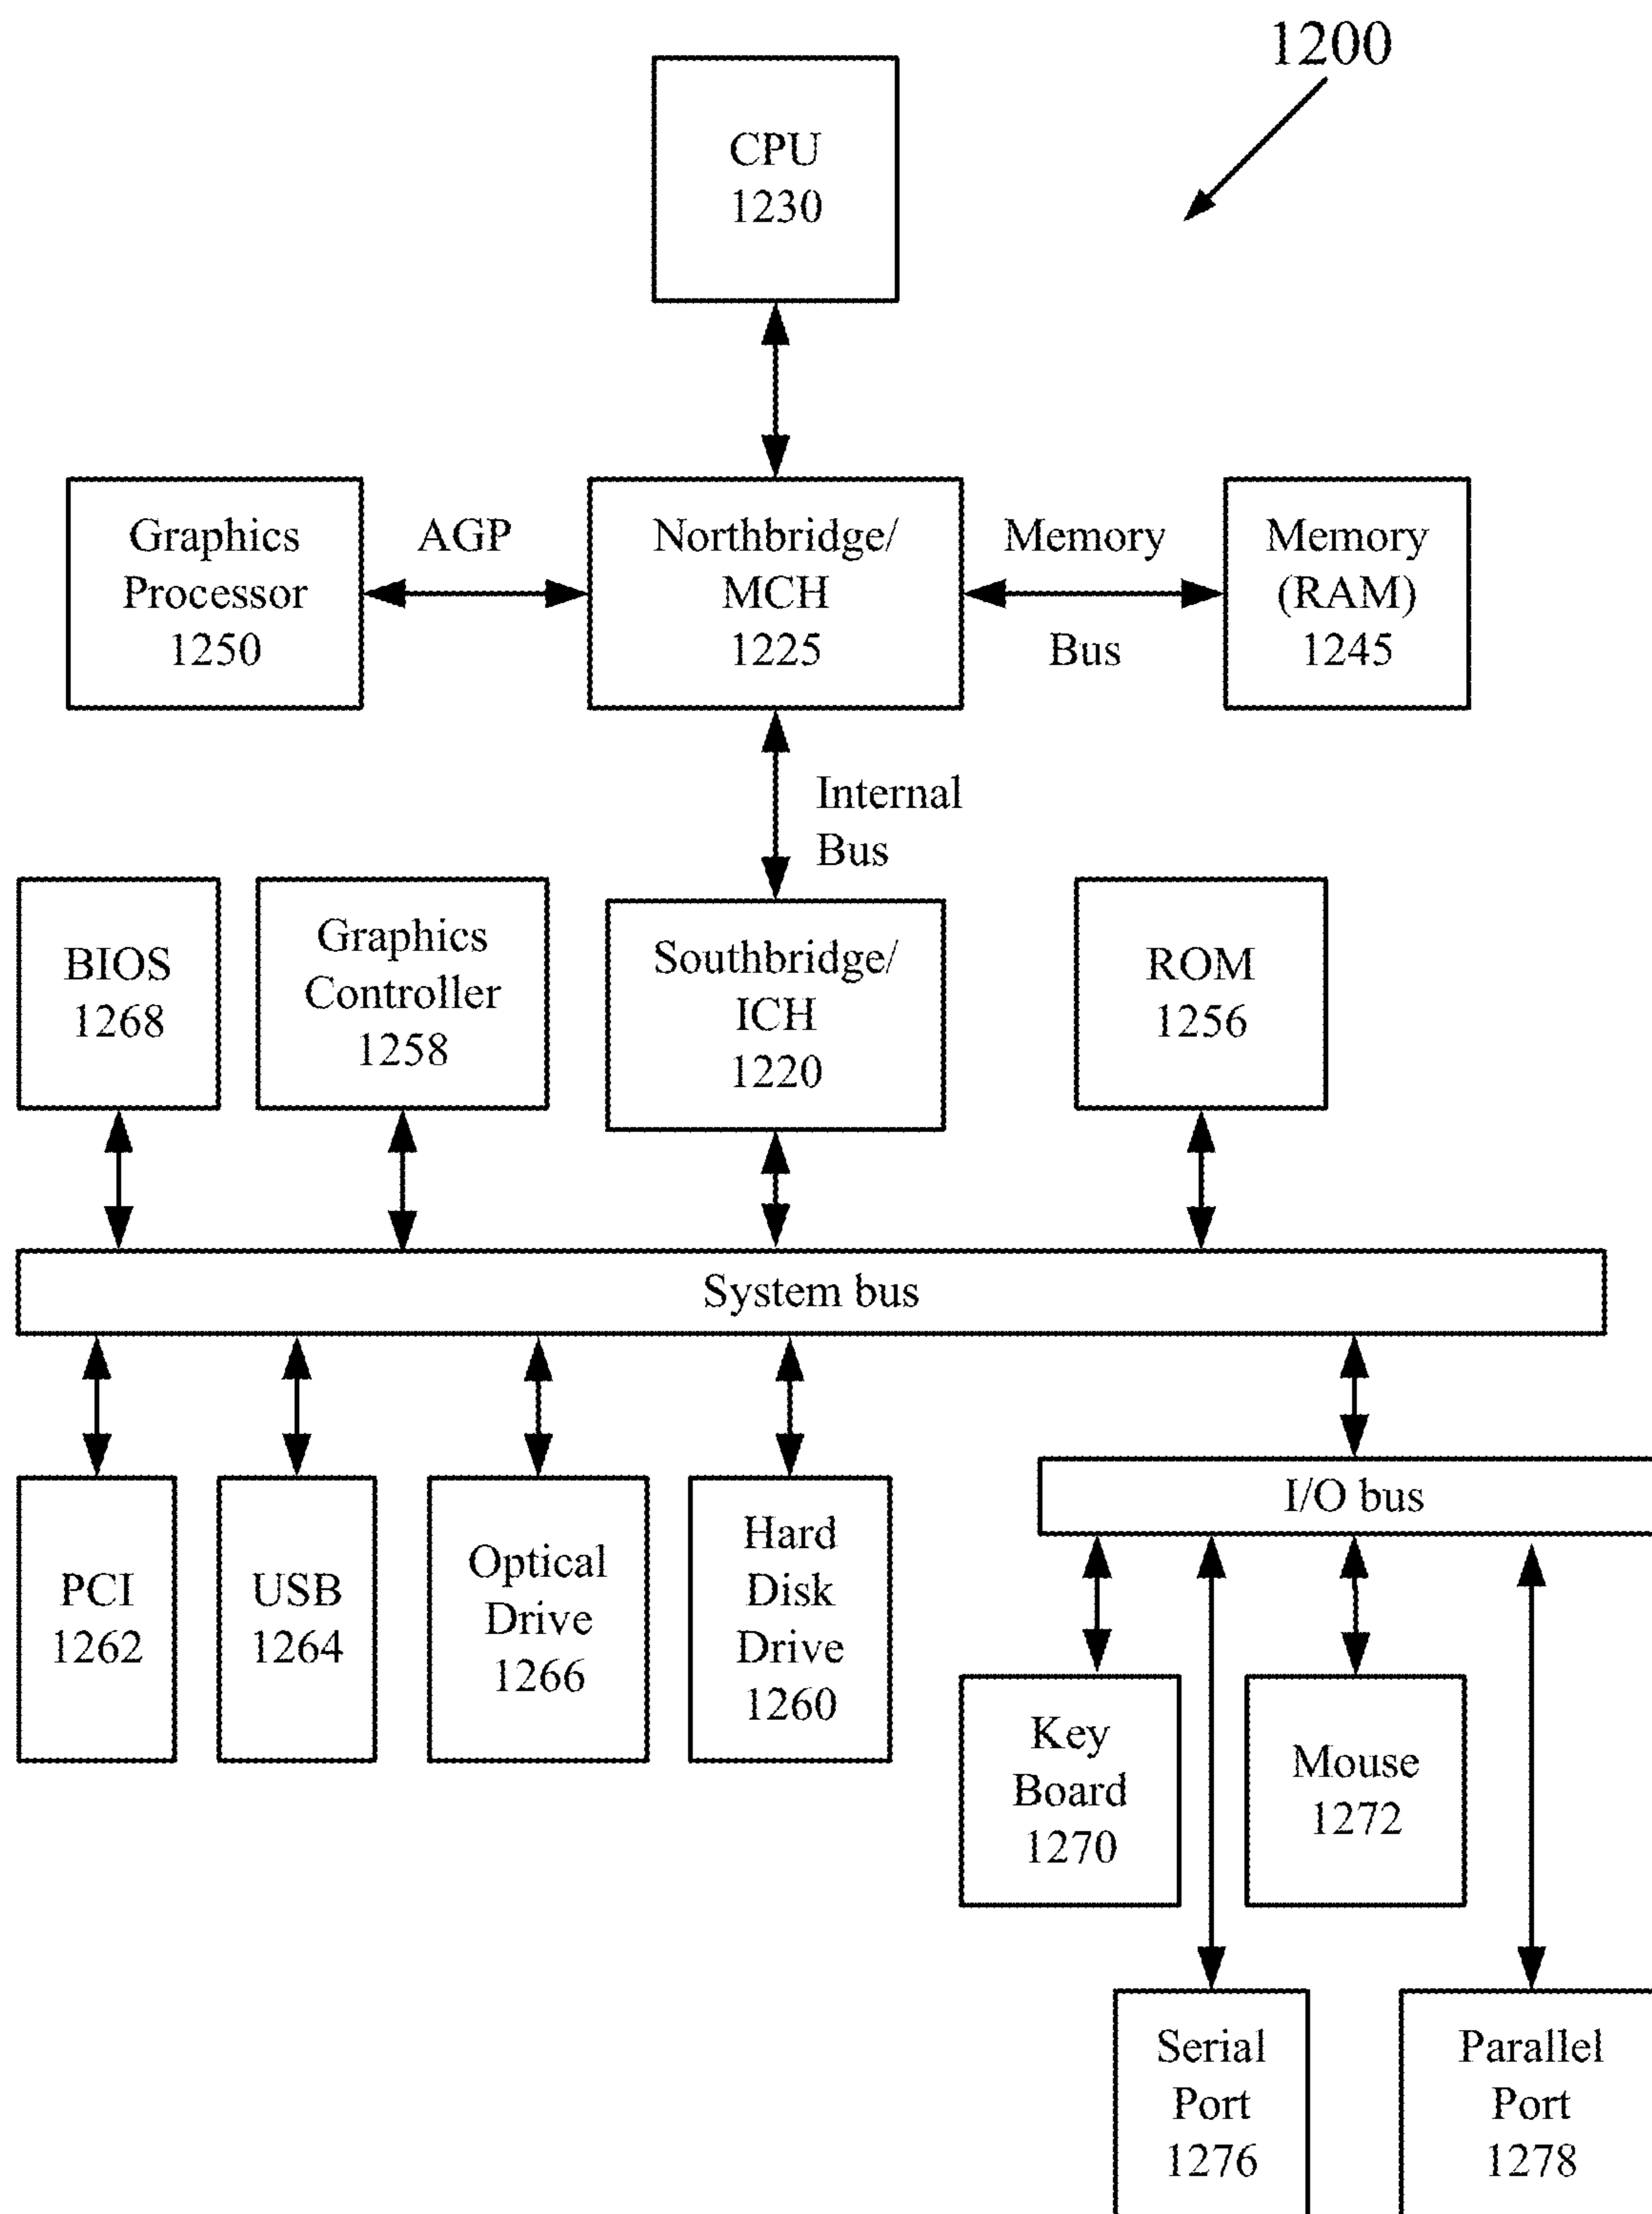 1200
CPU
1230
Graphics
Processor
1250
AGP
Northbridge/
MCH
1225
Memory
Bus
Memory
(RAM)
1245
Internal
Bus
BIOS
1268
Graphics
Controller
1258
Southbridge/
ICH
1220
ROM
1256
System bus
PCI
1262
USB
1264
Optical
Drive
1266
Hard
Disk
Drive
1260
I/O bus
Key
Board
1270
Mouse
1272
Serial
Port
1276
Parallel
Port
1278